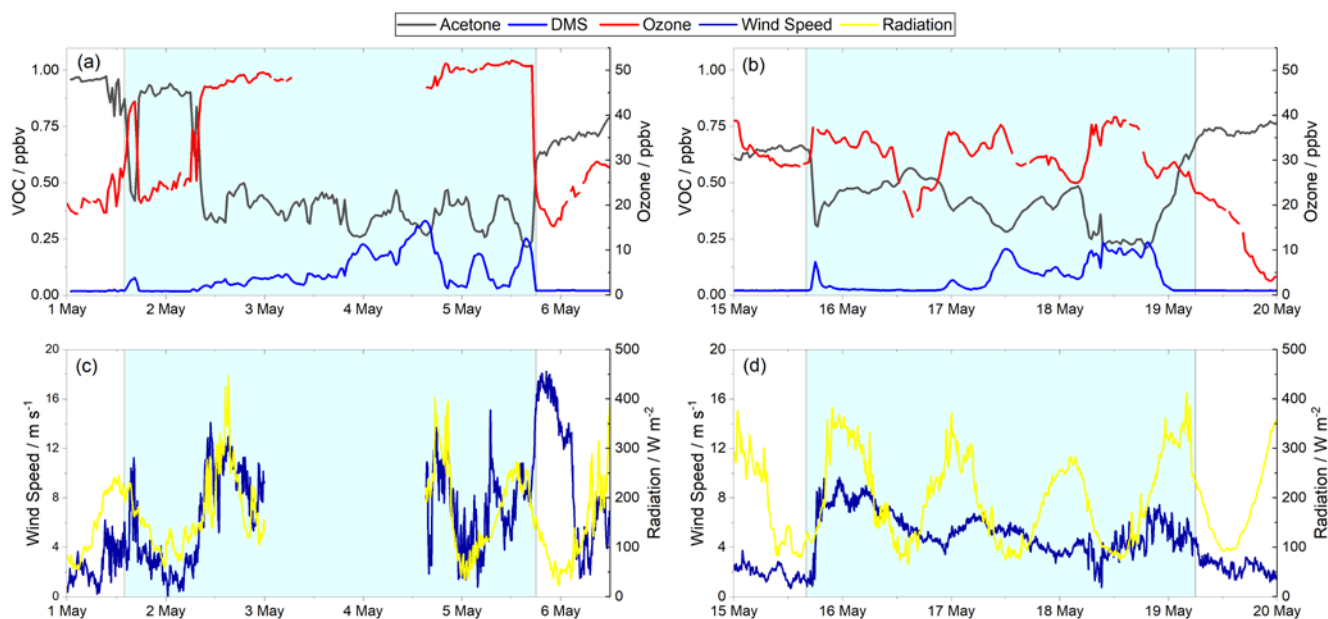 Acetone DMS Ozone Wind Speed Radiation
(a)
VOC / ppbv
1.00
0.75
0.50
0.25
0.00
50
40
30
20
10
0
Ozone / ppbv
1 May 2 May 3 May 4 May 5 May 6 May
(b)
VOC / ppbv
1.00
0.75
0.50
0.25
0.00
50
40
30
20
10
0
Ozone / ppbv
15 May 16 May 17 May 18 May 19 May 20 May
(c)
Wind Speed / m s⁻¹
20
16
12
8
4
0
500
400
300
200
100
0
Radiation / W m⁻²
1 May 2 May 3 May 4 May 5 May 6 May
(d)
Wind Speed / m s⁻¹
20
16
12
8
4
0
500
400
300
200
100
0
Radiation / W m⁻²
15 May 16 May 17 May 18 May 19 May 20 May